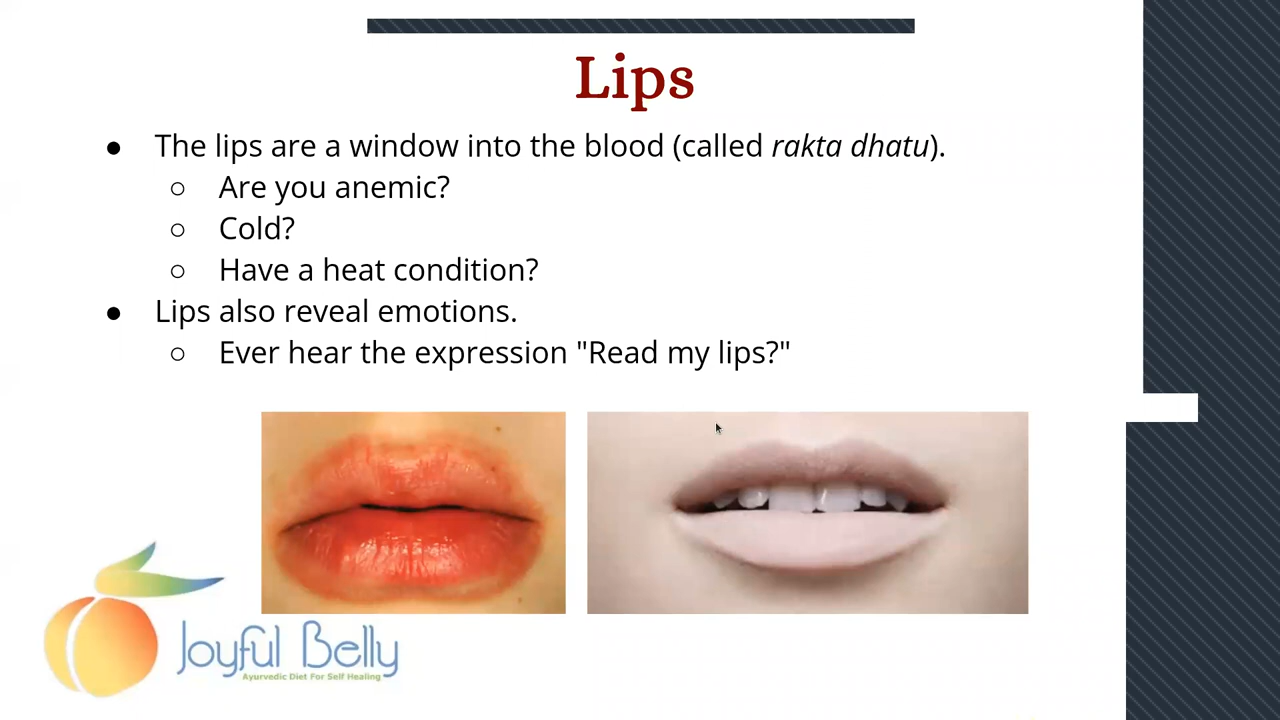 Lips
● The lips are a window into the blood (called rakta dhatu).
○ Are you anemic?
○ Cold?
○ Have a heat condition?
● Lips also reveal emotions.
○ Ever hear the expression "Read my lips?"
Joyful Belly
Ayurvedic Diet For Self Healing